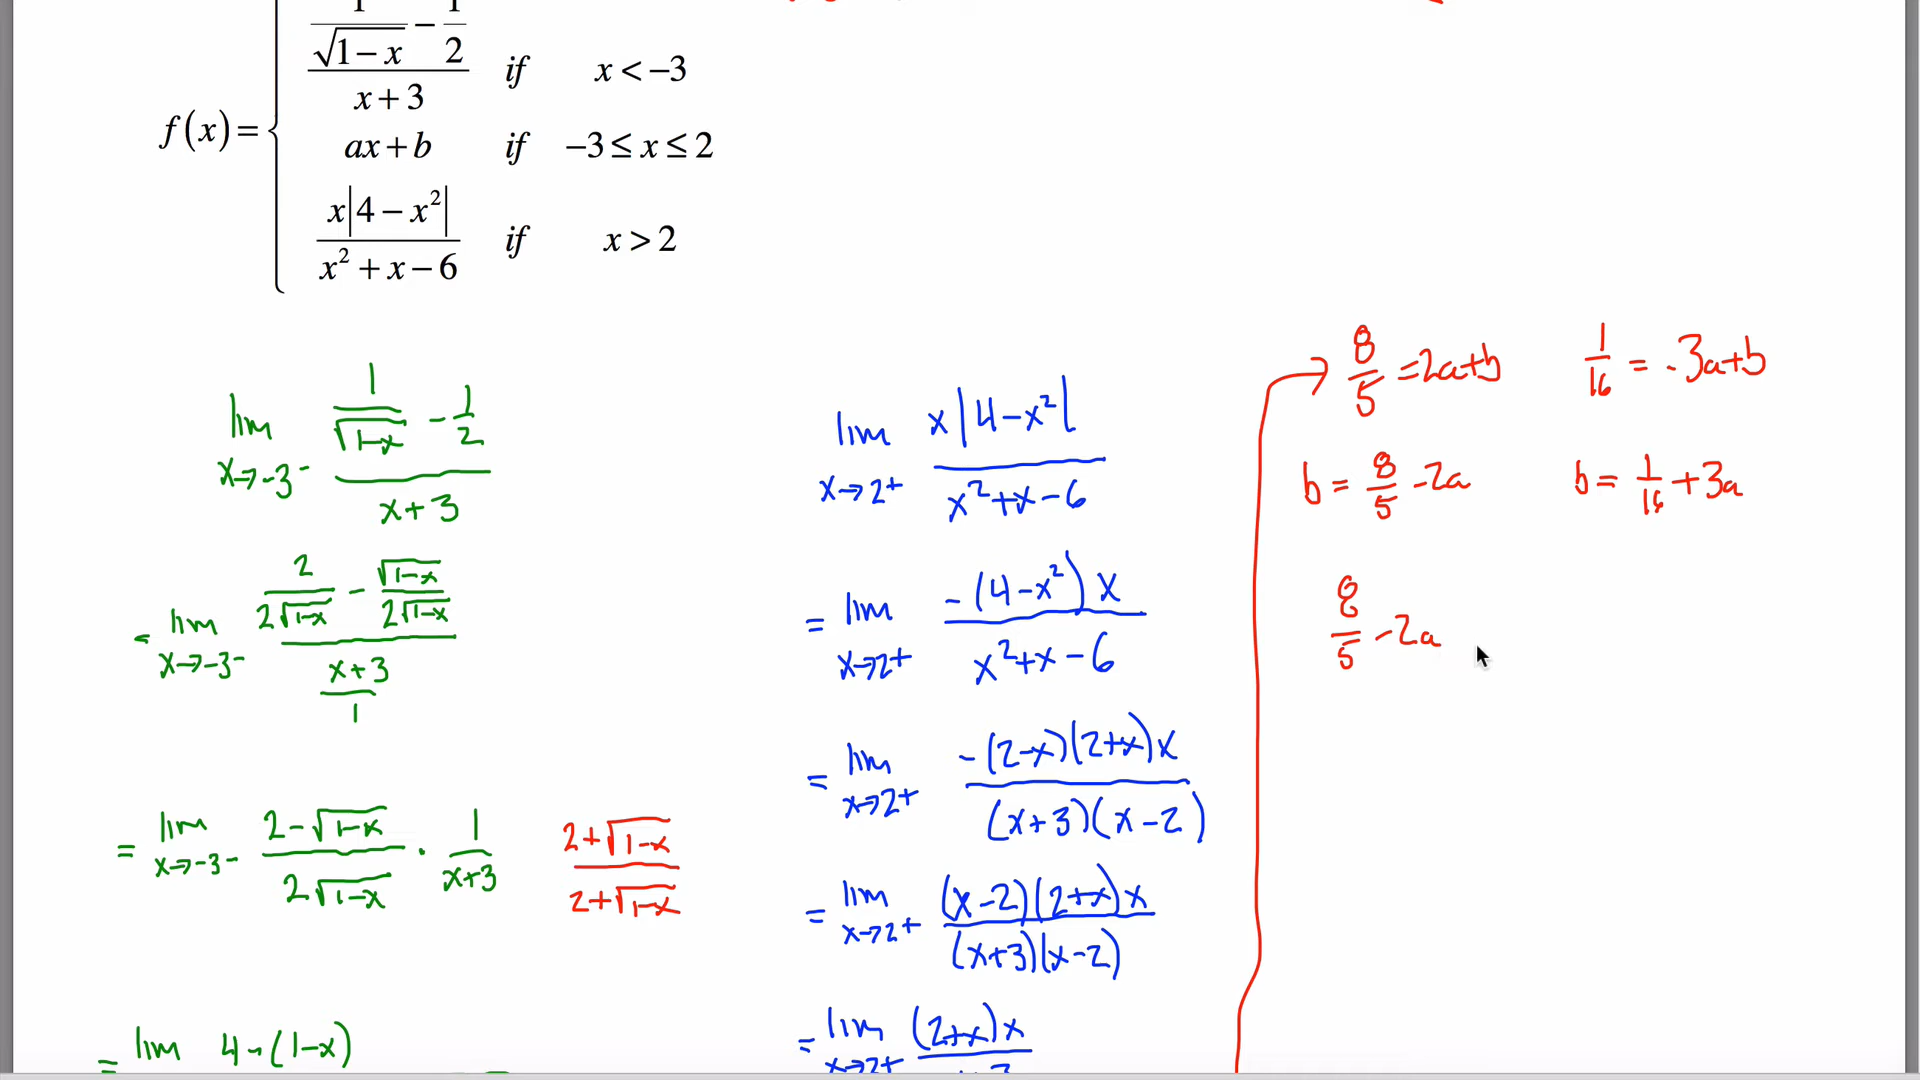 f(x) = { (1/√(1−x) − 1/2)/(x+3) if x < −3
ax + b if −3 ≤ x ≤ 2
x|4 − x²|/(x² + x − 6) if x > 2
lim x→-3⁻ (1/√(1-x) - 1/2)/(x+3)
= lim x→-3⁻ (2/(2√(1-x)) - √(1-x)/(2√(1-x)))/((x+3)/1)
= lim x→-3⁻ (2-√(1-x))/(2√(1-x)) · 1/(x+3) (2+√(1-x))/(2+√(1-x))
= lim 4-(1-x)
lim x→2⁺ x|4-x²|/(x²+x-6)
= lim x→2⁺ -(4-x²)x/(x²+x-6)
= lim x→2⁺ -(2-x)(2+x)x/((x+3)(x-2))
= lim x→2⁺ (x-2)(2+x)x/((x+3)(x-2))
= lim x→2⁺ (2+x)x
8/5 = 2a+b 1/16 = -3a+b
b = 8/5 - 2a b = 1/16 + 3a
8/5 - 2a